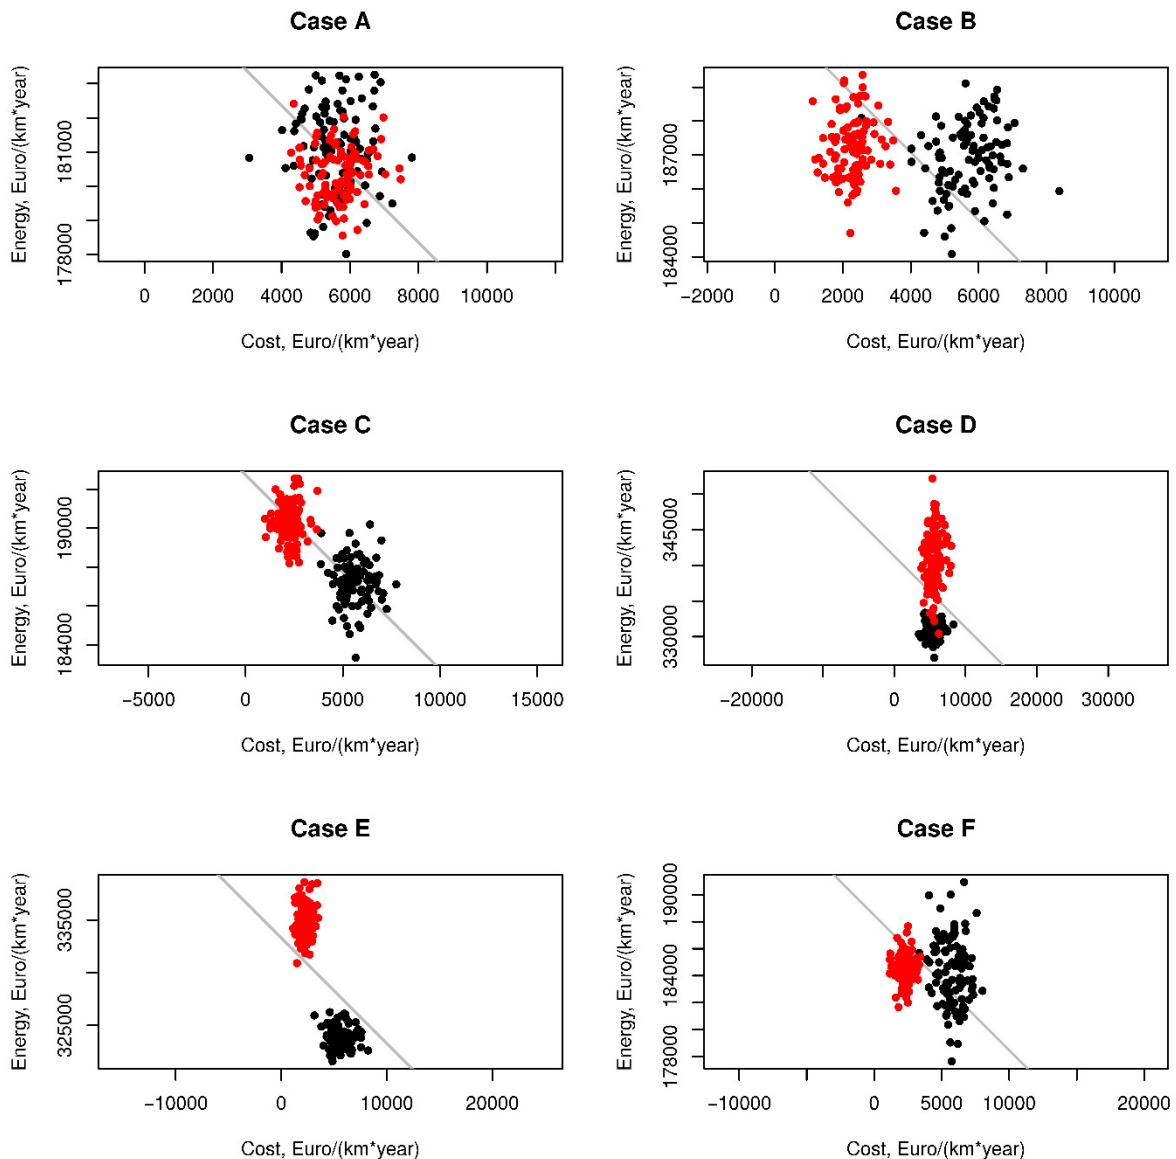 Case A
Energy, Euro/(km*year)
178000 181000
0 2000 4000 6000 8000 10000
Cost, Euro/(km*year)
Case B
Energy, Euro/(km*year)
184000 187000
−2000 0 2000 4000 6000 8000 10000
Cost, Euro/(km*year)
Case C
Energy, Euro/(km*year)
184000 190000
−5000 0 5000 10000 15000
Cost, Euro/(km*year)
Case D
Energy, Euro/(km*year)
330000 345000
−20000 0 10000 20000 30000
Cost, Euro/(km*year)
Case E
Energy, Euro/(km*year)
325000 335000
−10000 0 10000 20000
Cost, Euro/(km*year)
Case F
Energy, Euro/(km*year)
178000 184000 190000
−10000 0 5000 10000 20000
Cost, Euro/(km*year)